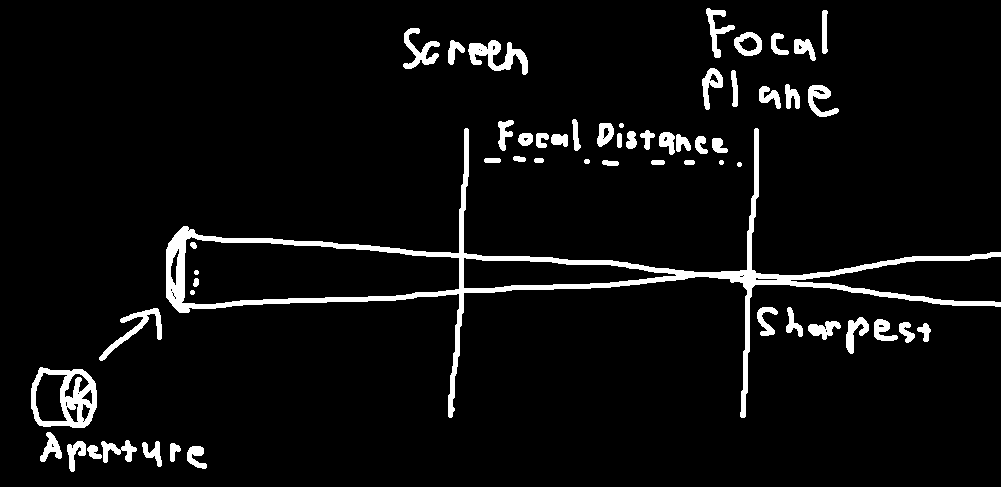 Screen
Focal
Plane
Focal Distance
Sharpest
Aperture